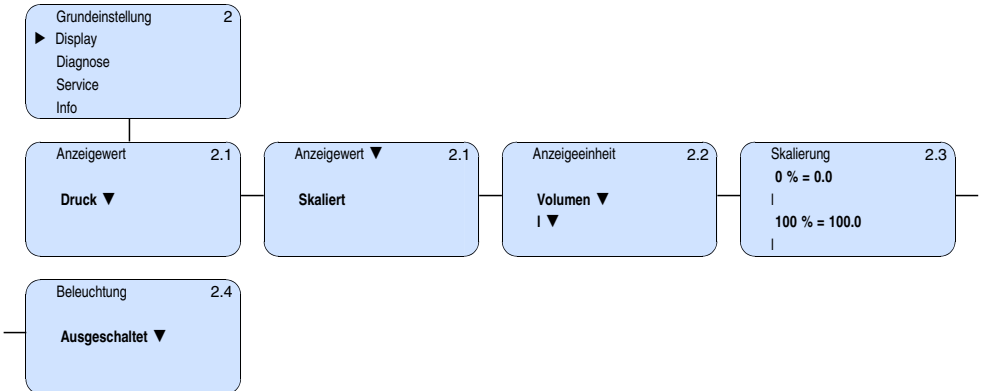 Grundeinstellung 2
▶ Display
Diagnose
Service
Info
Anzeigewert 2.1
Druck ▼
Anzeigewert ▼ 2.1
Skaliert
Anzeigeeinheit 2.2
Volumen ▼
l ▼
Skalierung 2.3
0 % = 0.0
l
100 % = 100.0
l
Beleuchtung 2.4
Ausgeschaltet ▼